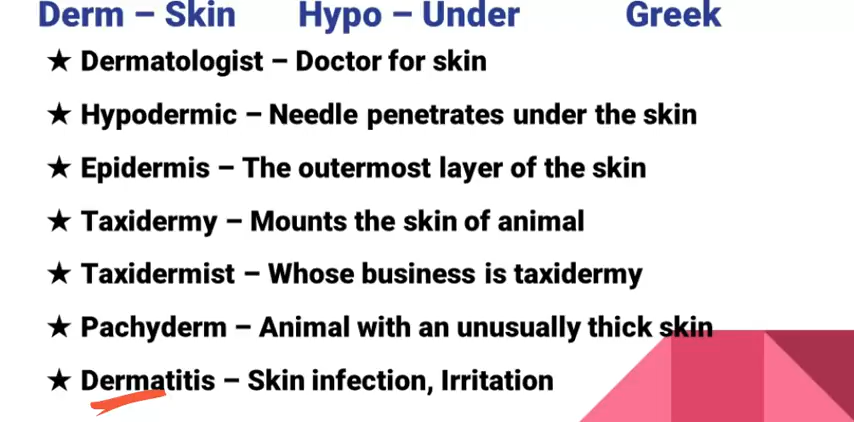 Derm – Skin Hypo – Under Greek
★ Dermatologist – Doctor for skin
★ Hypodermic – Needle penetrates under the skin
★ Epidermis – The outermost layer of the skin
★ Taxidermy – Mounts the skin of animal
★ Taxidermist – Whose business is taxidermy
★ Pachyderm – Animal with an unusually thick skin
★ Dermatitis – Skin infection, Irritation